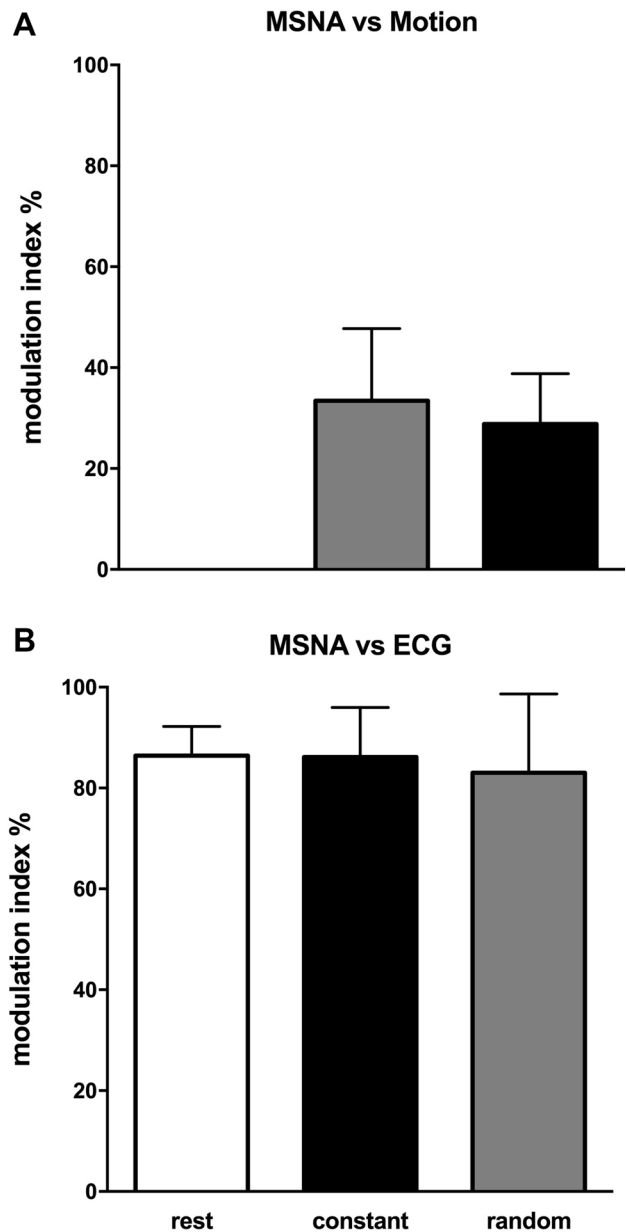 A
MSNA vs Motion
modulation index %
100
80
60
40
20
0
B
MSNA vs ECG
modulation index %
100
80
60
40
20
0
rest constant random